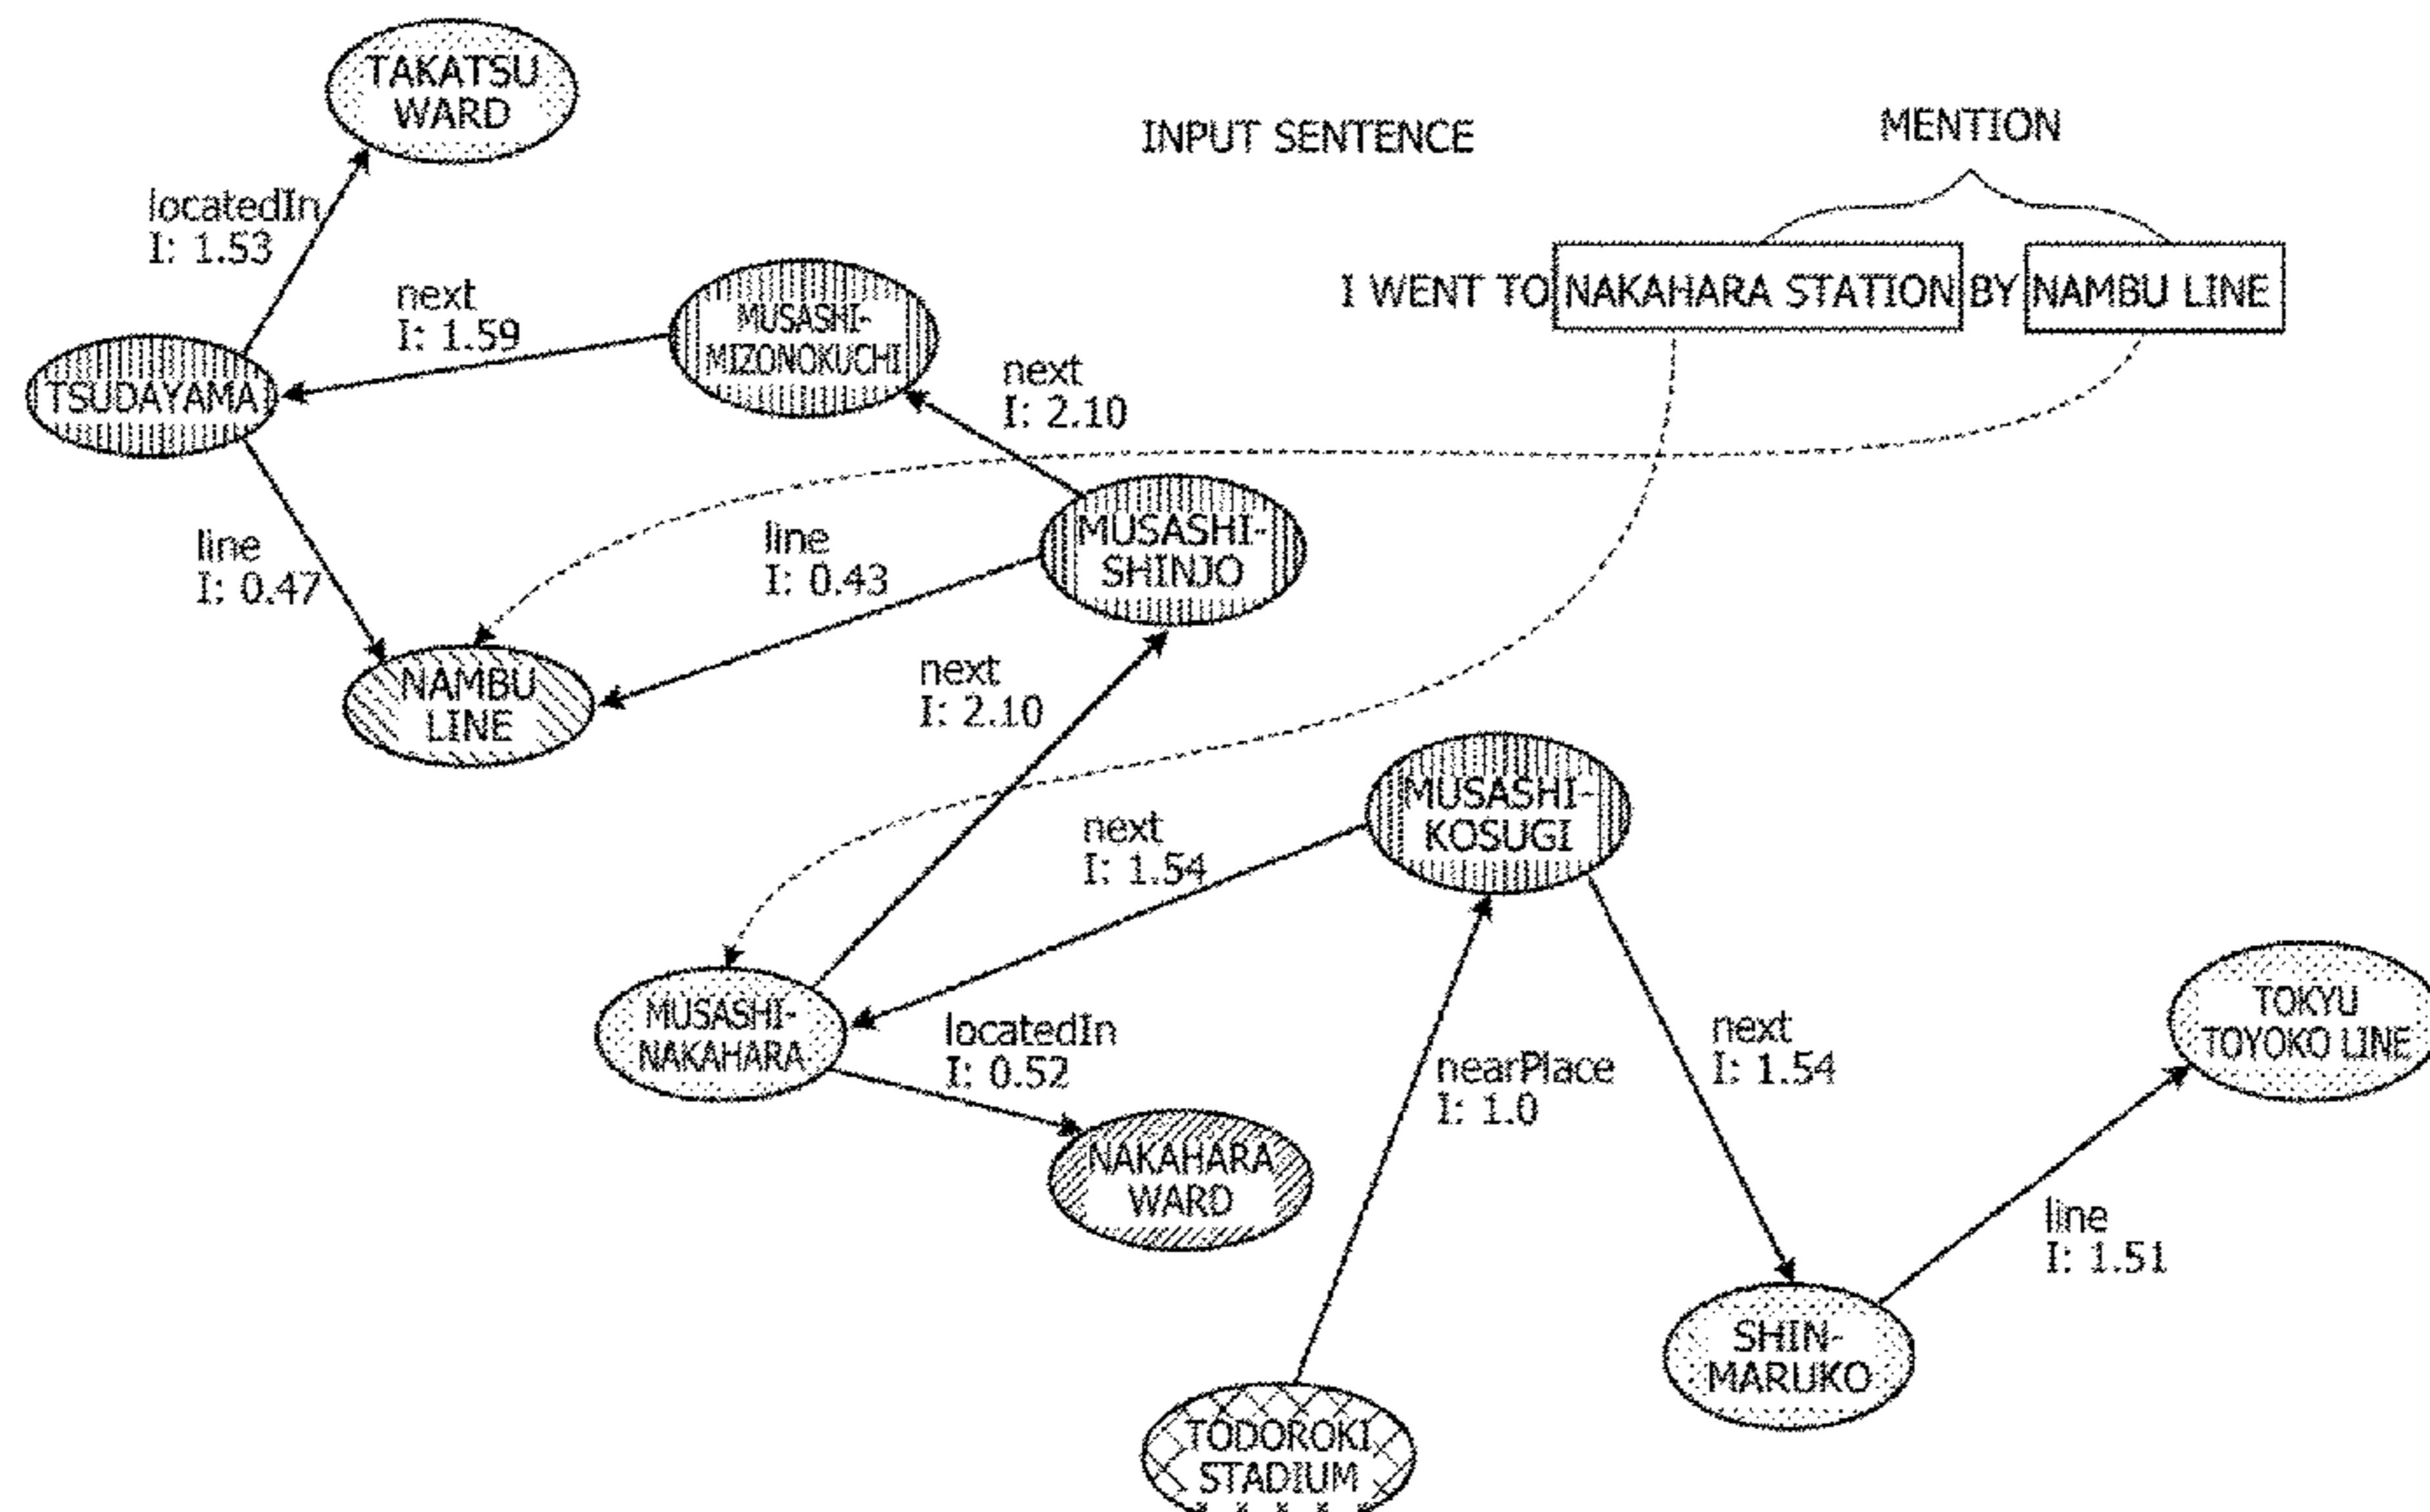 TAKATSU
WARD
INPUT SENTENCE
MENTION
locatedIn
I: 1.53
I WENT TO NAKAHARA STATION BY NAMBU LINE
next
I: 1.59
MUSASHI-
MIZONOKUCHI
next
I: 2.10
TSUDAYAMA
line
I: 0.47
line
I: 0.43
MUSASHI-
SHINJO
NAMBU
LINE
next
I: 2.10
MUSASHI-
KOSUGI
next
I: 1.54
MUSASHI-
NAKAHARA
locatedIn
I: 0.52
nearPlace
I: 1.0
next
I: 1.54
TOKYU
TOYOKO LINE
NAKAHARA
WARD
line
I: 1.51
SHIN-
MARUKO
TODOROKI
STADIUM